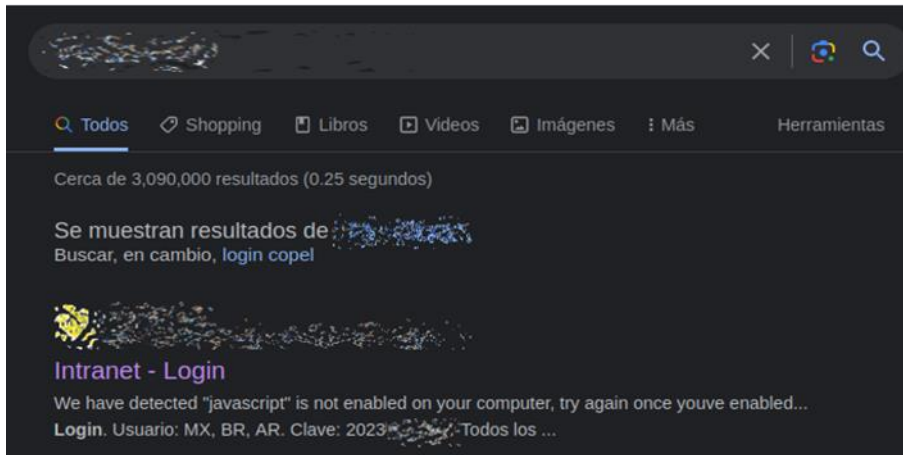 Todos Shopping Libros Videos Imágenes Más Herramientas
Cerca de 3,090,000 resultados (0.25 segundos)
Se muestran resultados de
Buscar, en cambio, login copel
Intranet - Login
We have detected "javascript" is not enabled on your computer, try again once youve enabled...
Login. Usuario: MX, BR, AR. Clave: 2023 -Todos los ...